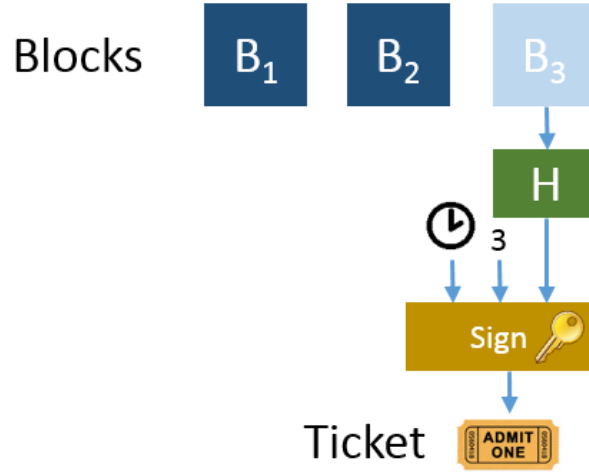 Blocks B₁ B₂ B₃
H
3
Sign
Ticket ADMIT
ONE